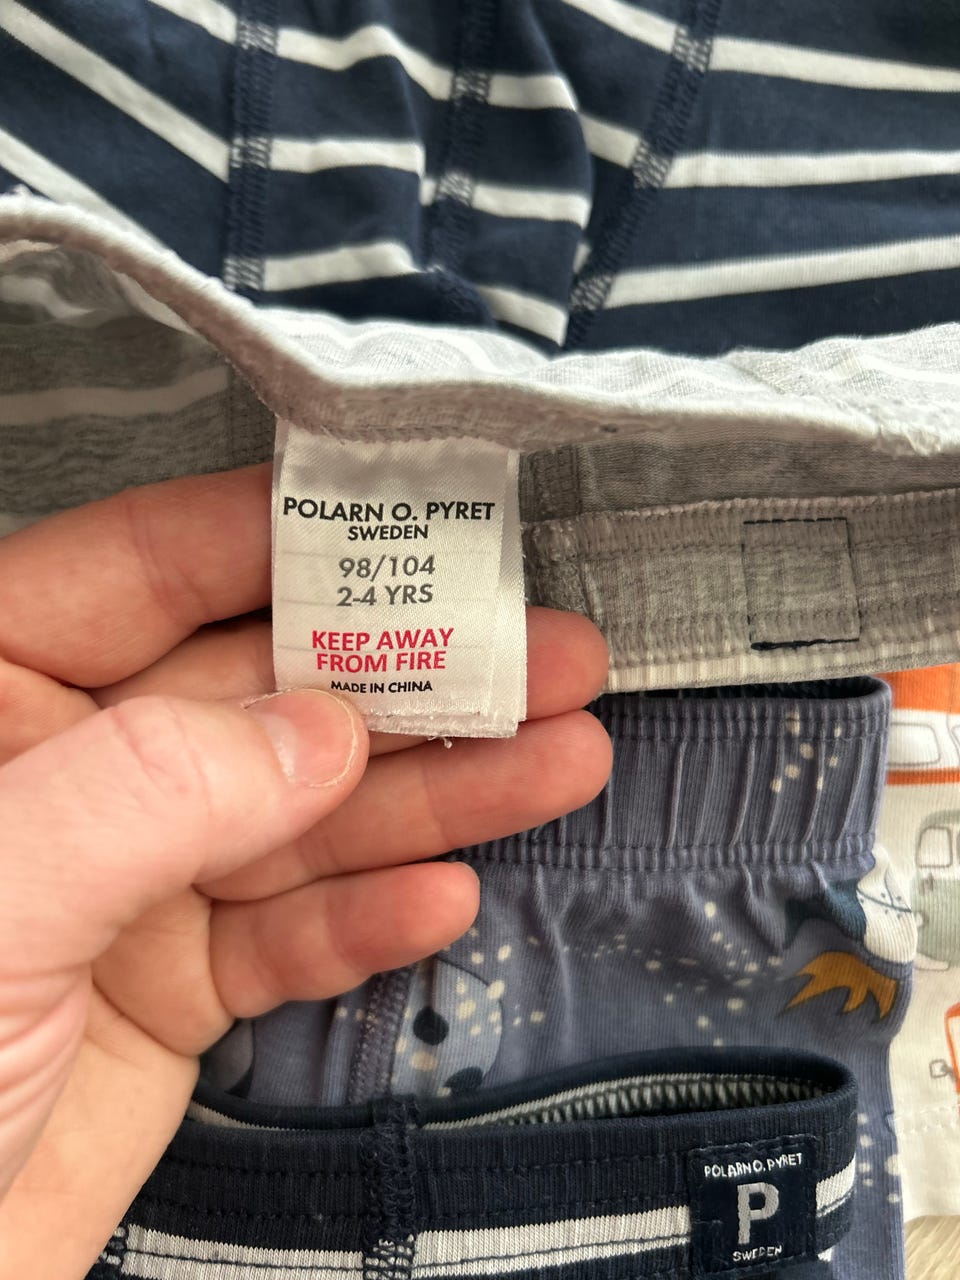 POLARN O. PYRET
SWEDEN
98/104
2-4 YRS
KEEP AWAY
FROM FIRE
MADE IN CHINA
POLARN O. PYRET
P
SWEDEN